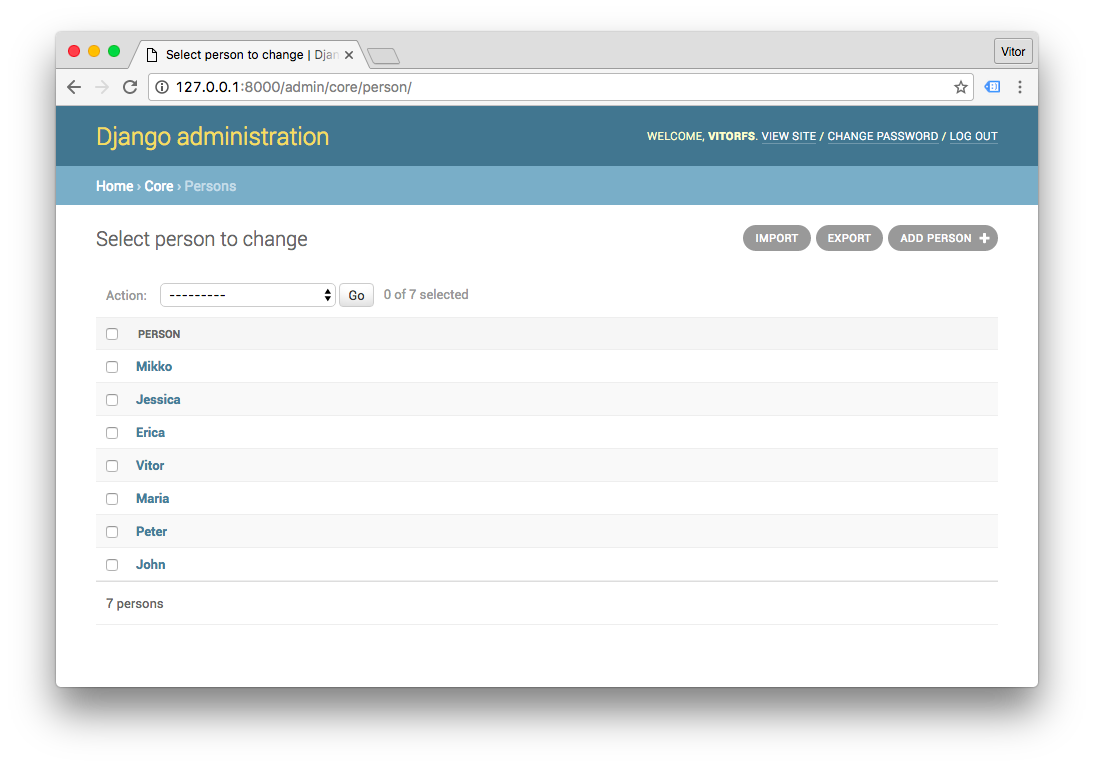 Select person to change | Djan
Vitor
127.0.0.1:8000/admin/core/person/
Django administration
WELCOME, VITORFS. VIEW SITE / CHANGE PASSWORD / LOG OUT
Home › Core › Persons
Select person to change
IMPORT EXPORT ADD PERSON +
Action: --------- Go 0 of 7 selected
PERSON
Mikko
Jessica
Erica
Vitor
Maria
Peter
John
7 persons